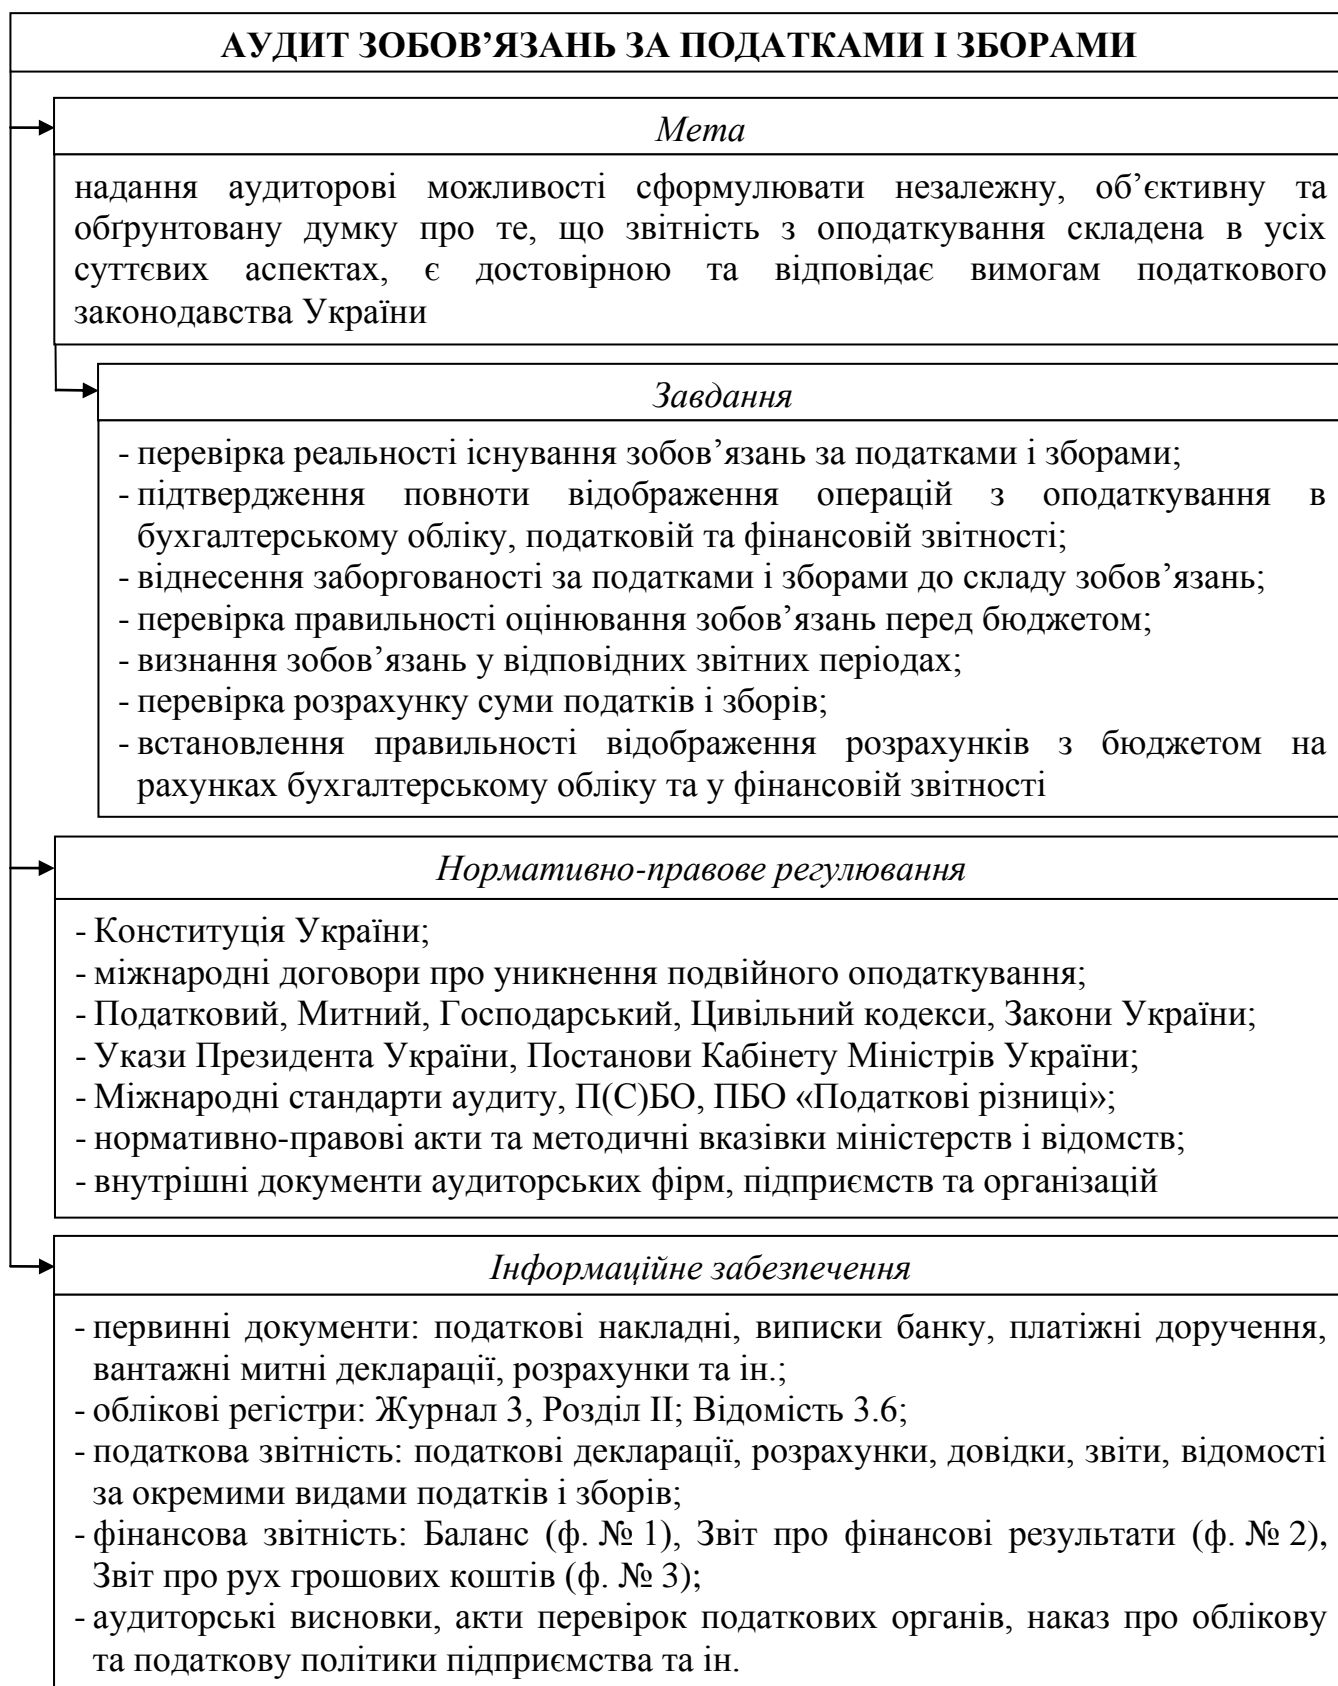 АУДИТ ЗОБОВ’ЯЗАНЬ ЗА ПОДАТКАМИ І ЗБОРАМИ
Мета
надання аудиторові можливості сформулювати незалежну, об’єктивну та
обґрунтовану думку про те, що звітність з оподаткування складена в усіх
суттєвих аспектах, є достовірною та відповідає вимогам податкового
законодавства України
Завдання
- перевірка реальності існування зобов’язань за податками і зборами;
- підтвердження повноти відображення операцій з оподаткування в
бухгалтерському обліку, податковій та фінансовій звітності;
- віднесення заборгованості за податками і зборами до складу зобов’язань;
- перевірка правильності оцінювання зобов’язань перед бюджетом;
- визнання зобов’язань у відповідних звітних періодах;
- перевірка розрахунку суми податків і зборів;
- встановлення правильності відображення розрахунків з бюджетом на
рахунках бухгалтерському обліку та у фінансовій звітності
Нормативно-правове регулювання
- Конституція України;
- міжнародні договори про уникнення подвійного оподаткування;
- Податковий, Митний, Господарський, Цивільний кодекси, Закони України;
- Укази Президента України, Постанови Кабінету Міністрів України;
- Міжнародні стандарти аудиту, П(С)БО, ПБО «Податкові різниці»;
- нормативно-правові акти та методичні вказівки міністерств і відомств;
- внутрішні документи аудиторських фірм, підприємств та організацій
Інформаційне забезпечення
- первинні документи: податкові накладні, виписки банку, платіжні доручення,
вантажні митні декларації, розрахунки та ін.;
- облікові регістри: Журнал 3, Розділ ІІ; Відомість 3.6;
- податкова звітність: податкові декларації, розрахунки, довідки, звіти, відомості
за окремими видами податків і зборів;
- фінансова звітність: Баланс (ф. № 1), Звіт про фінансові результати (ф. № 2),
Звіт про рух грошових коштів (ф. № 3);
- аудиторські висновки, акти перевірок податкових органів, наказ про облікову
та податкову політики підприємства та ін.